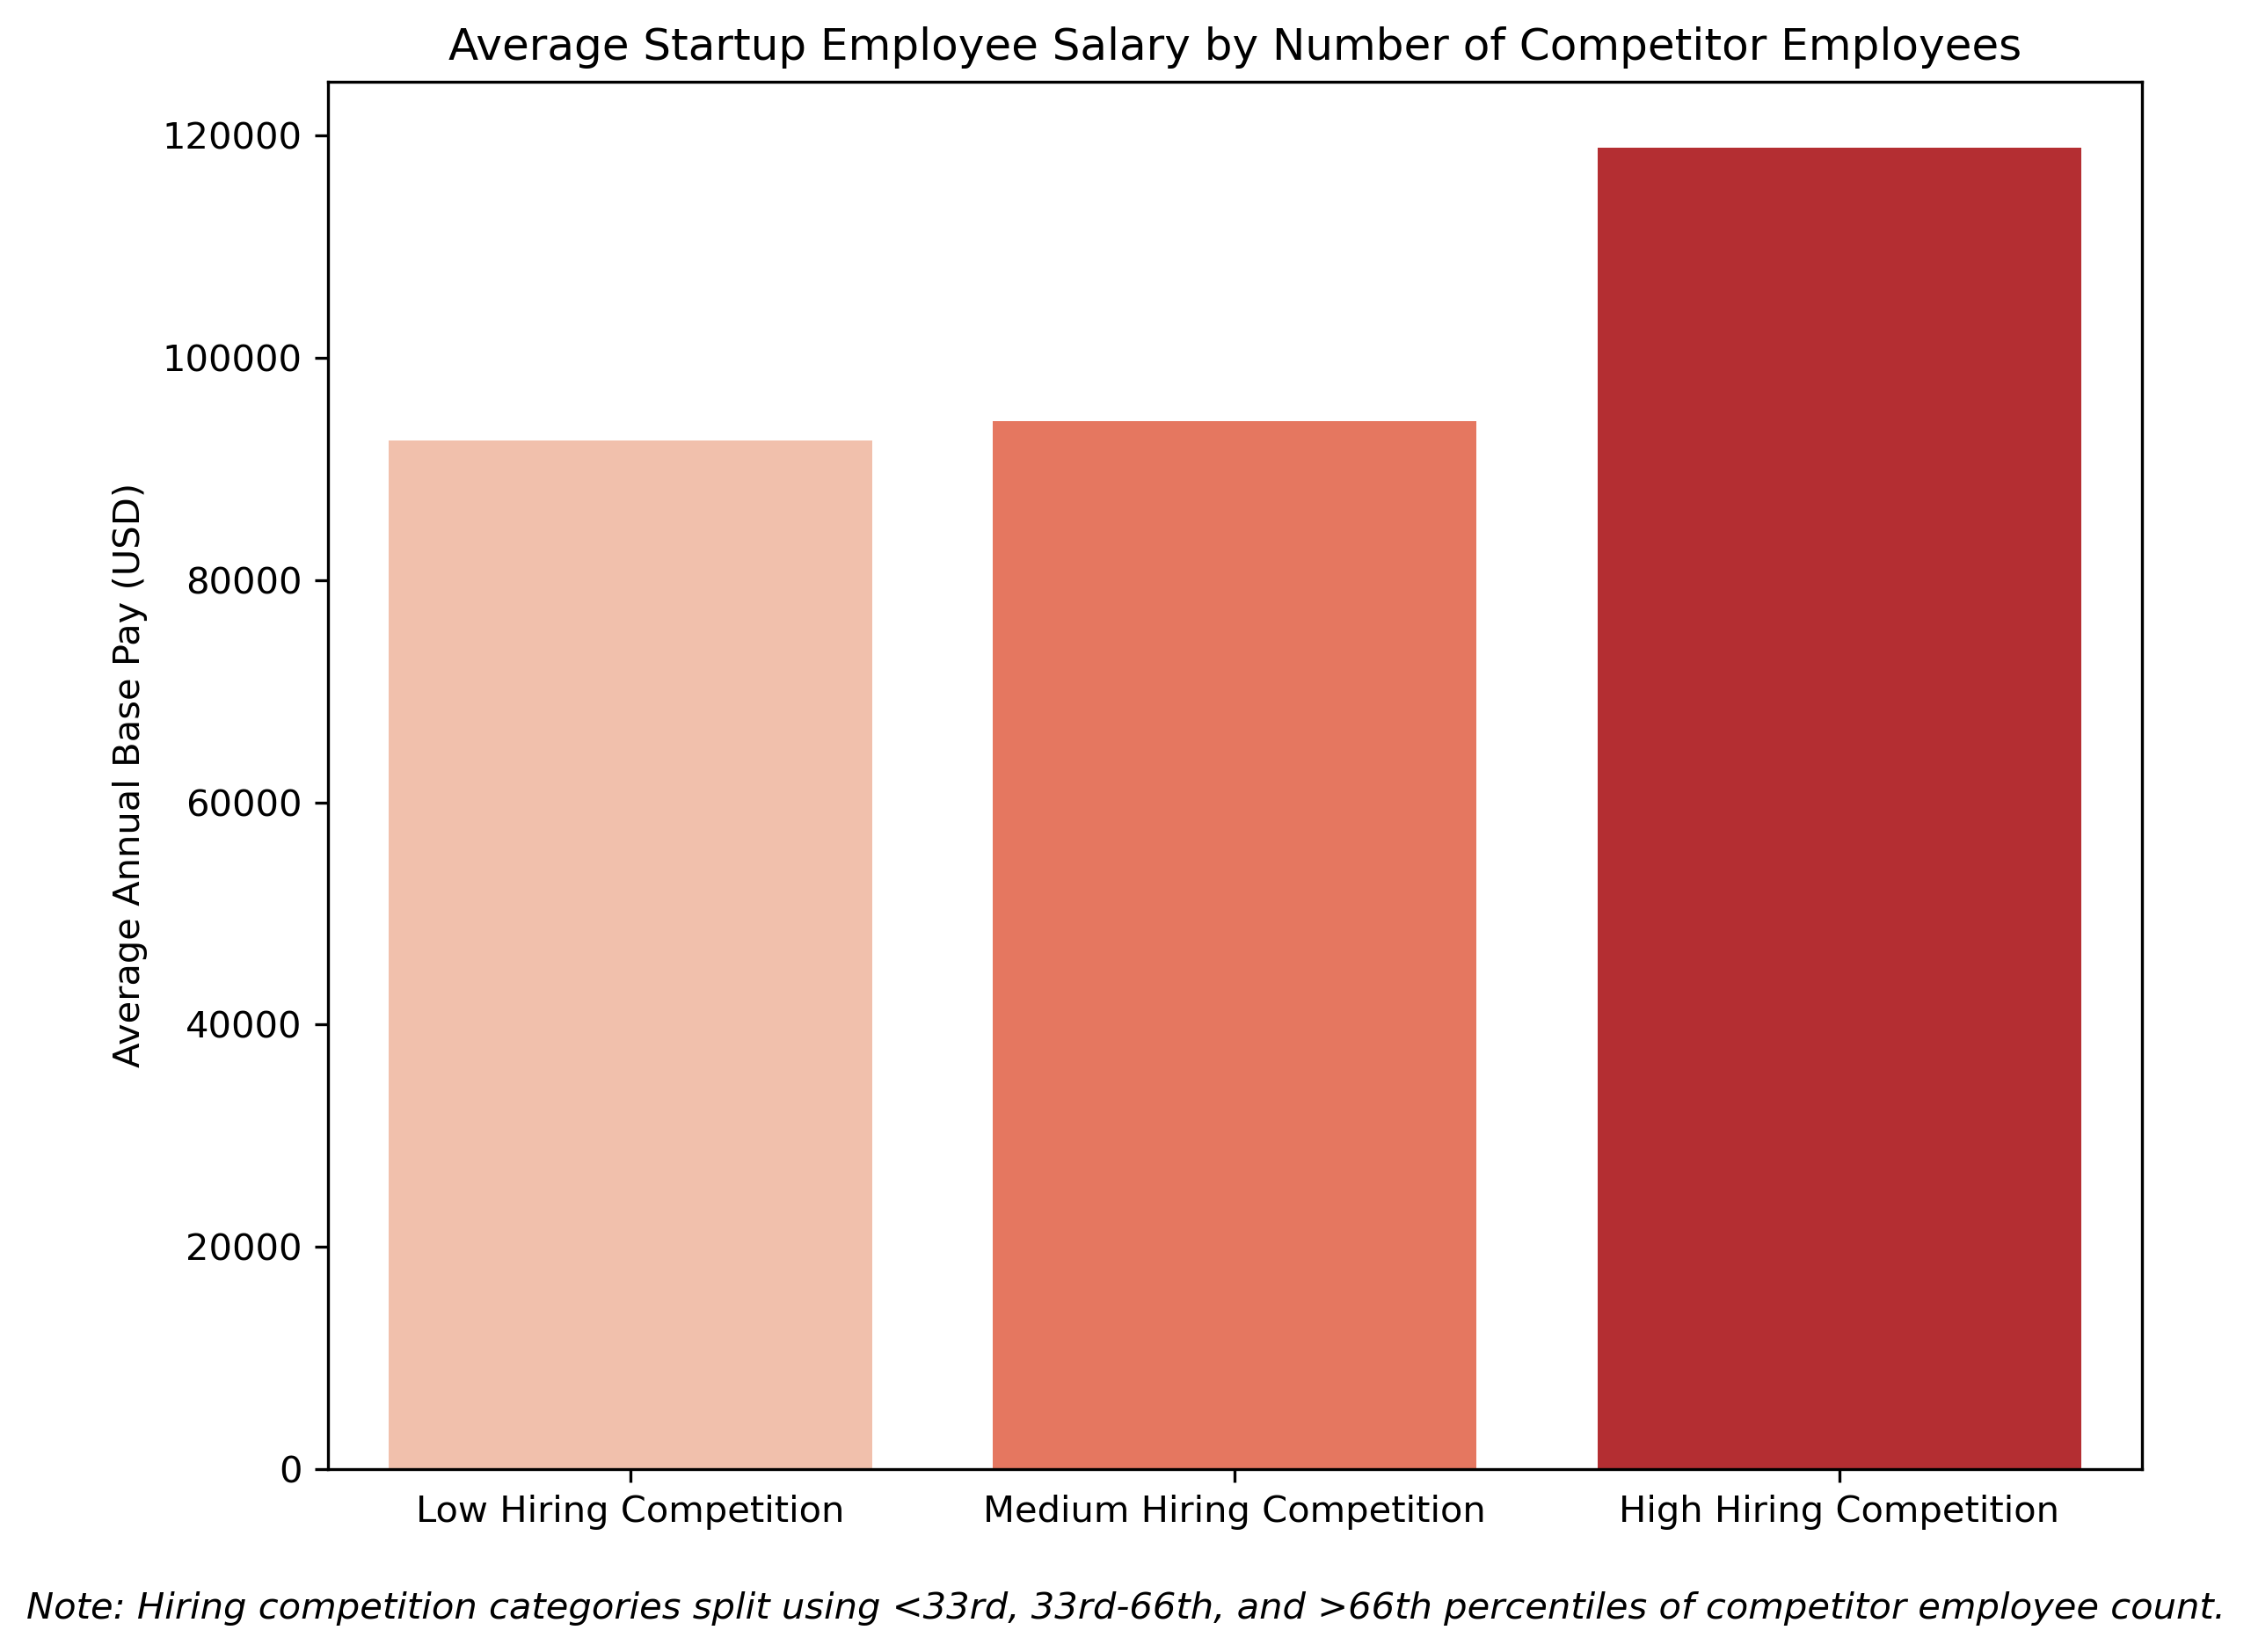 Average Startup Employee Salary by Number of Competitor Employees
Average Annual Base Pay (USD)
120000
100000
80000
60000
40000
20000
0
Low Hiring Competition
Medium Hiring Competition
High Hiring Competition
Note: Hiring competition categories split using <33rd, 33rd-66th, and >66th percentiles of competitor employee count.